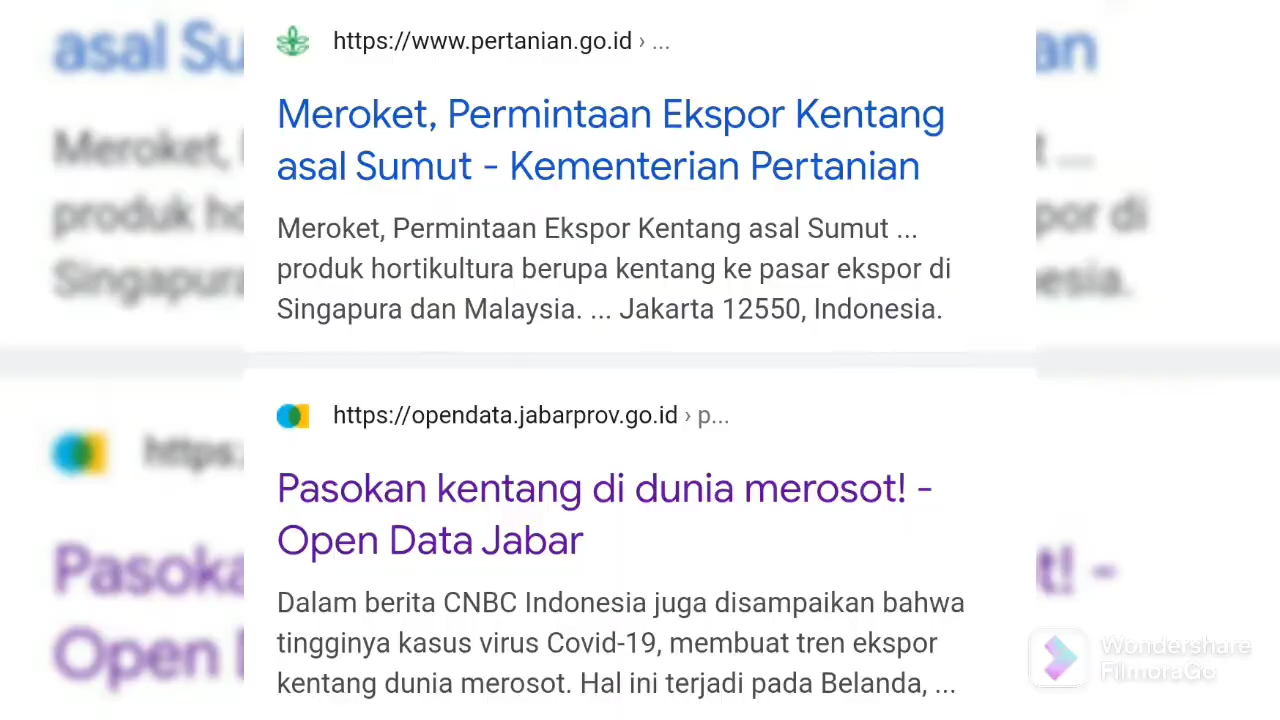 https://www.pertanian.go.id › ...
Meroket, Permintaan Ekspor Kentang
asal Sumut - Kementerian Pertanian
Meroket, Permintaan Ekspor Kentang asal Sumut ...
produk hortikultura berupa kentang ke pasar ekspor di
Singapura dan Malaysia. ... Jakarta 12550, Indonesia.
https://opendata.jabarprov.go.id › p...
Pasokan kentang di dunia merosot! -
Open Data Jabar
Dalam berita CNBC Indonesia juga disampaikan bahwa
tingginya kasus virus Covid-19, membuat tren ekspor
kentang dunia merosot. Hal ini terjadi pada Belanda, ...
Wondershare
FilmoraGo